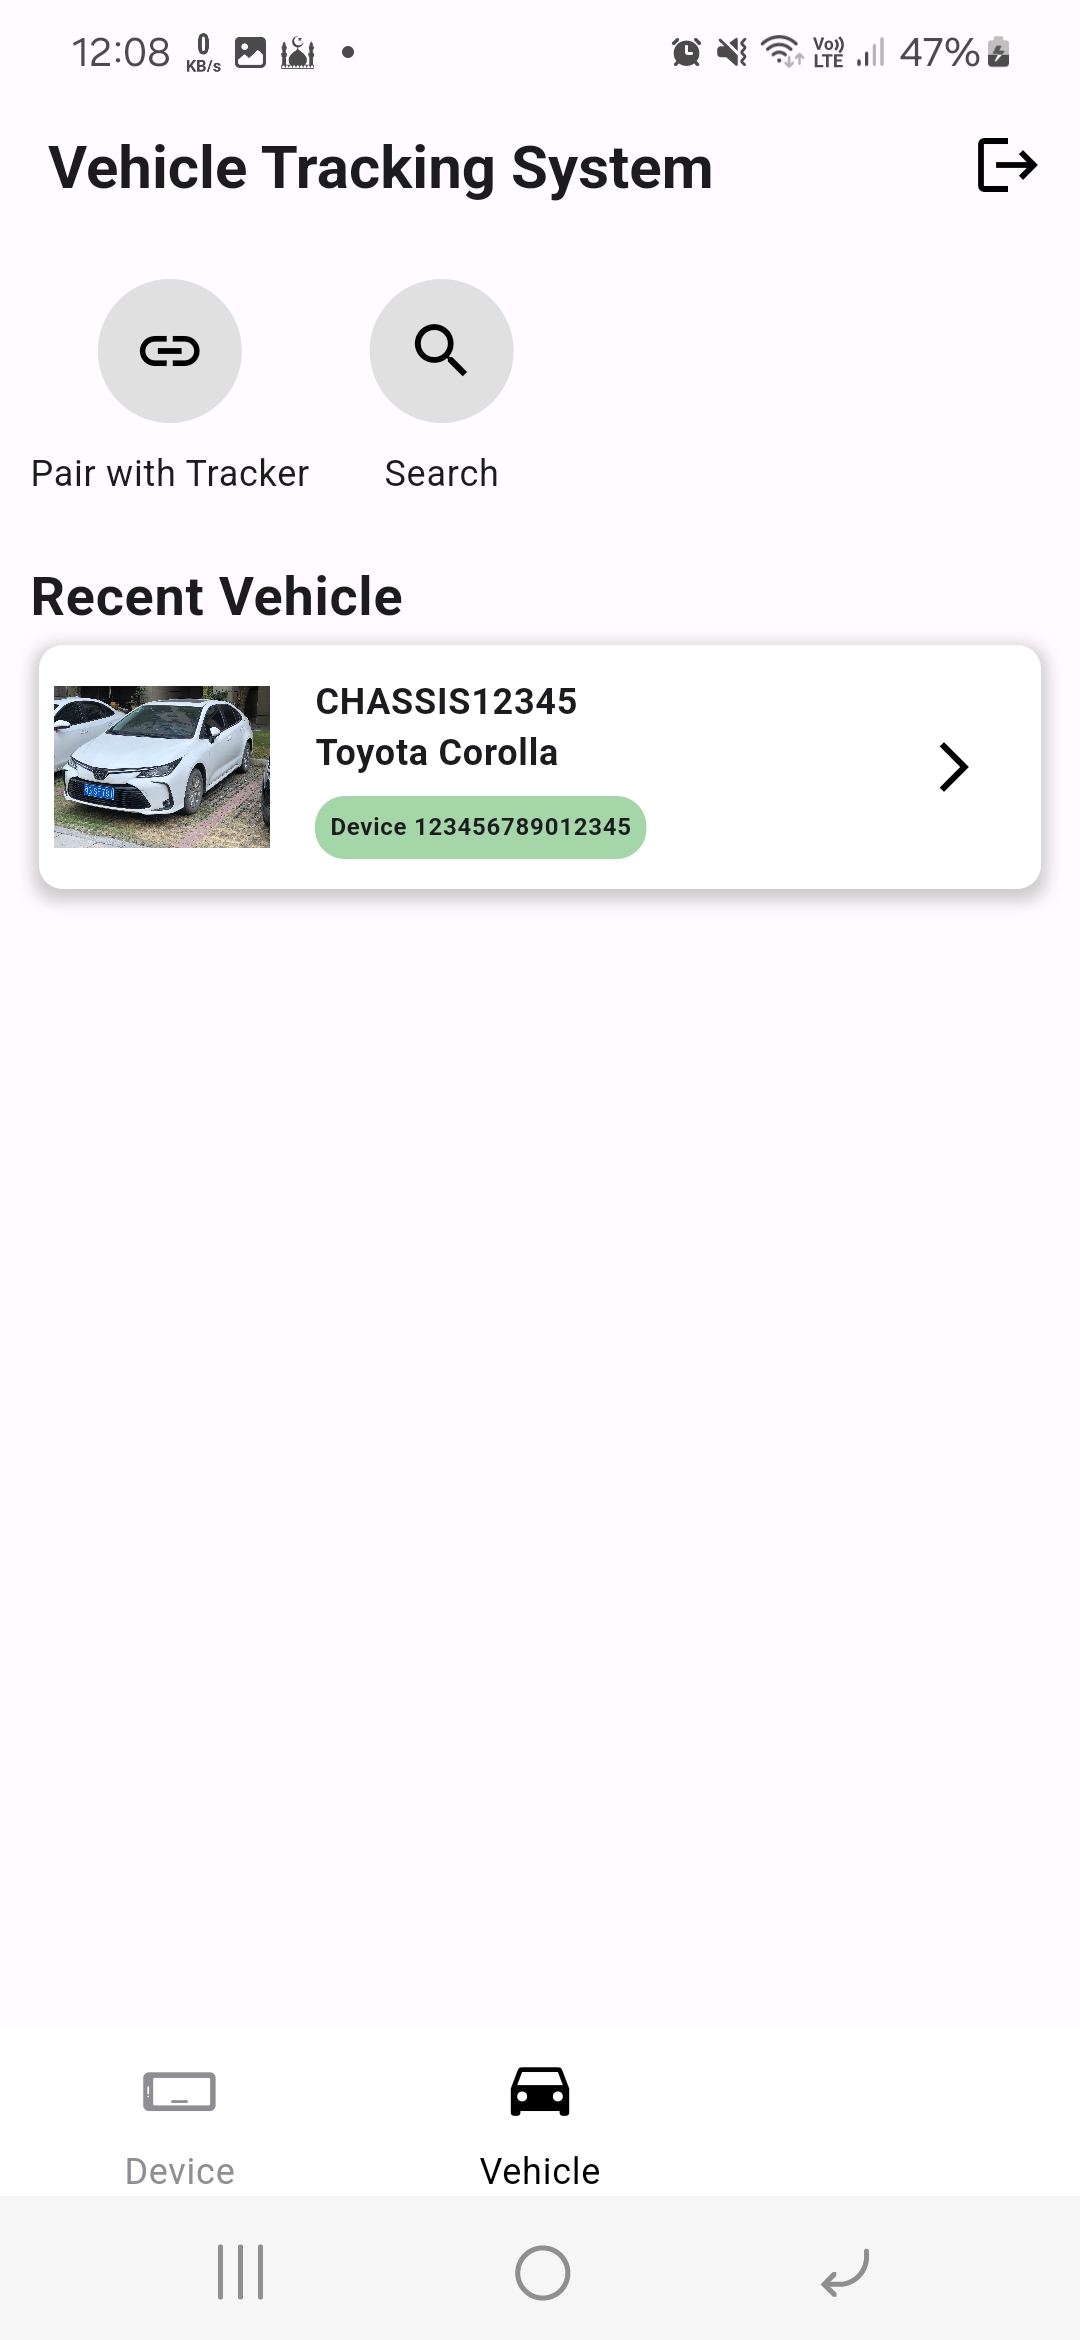 12:08 0 KB/s Vo)) LTE 47%
Vehicle Tracking System
Pair with Tracker Search
Recent Vehicle
CHASSIS12345
Toyota Corolla
Device 123456789012345
Device Vehicle